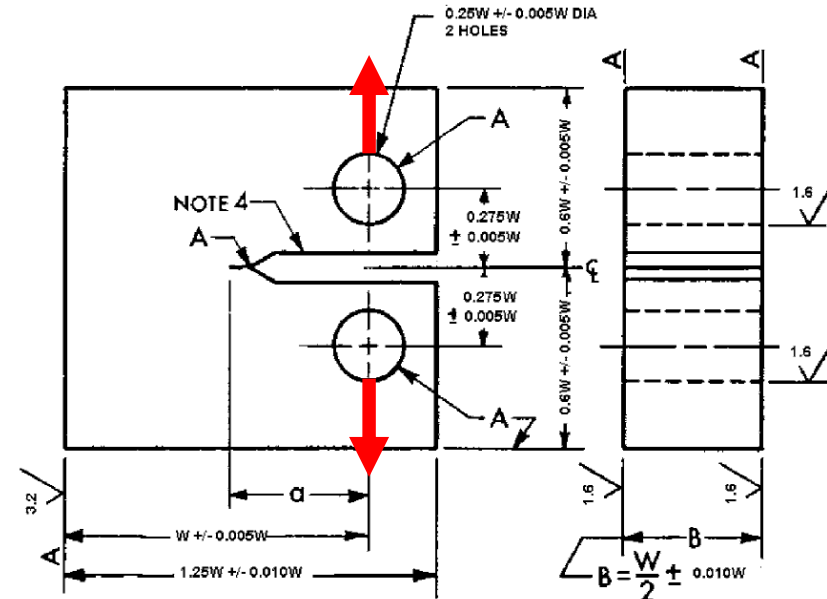 0.25W +/- 0.005W DIA
2 HOLES
A
A
A
NOTE 4
A
0.275W
± 0.005W
0.6W +/- 0.005W
1.6
℄
0.275W
± 0.005W
0.6W +/- 0.005W
1.6
A
3.2
a
1.6
1.6
W +/- 0.005W
B
A
1.25W +/- 0.010W
B = W/2 ± 0.010W